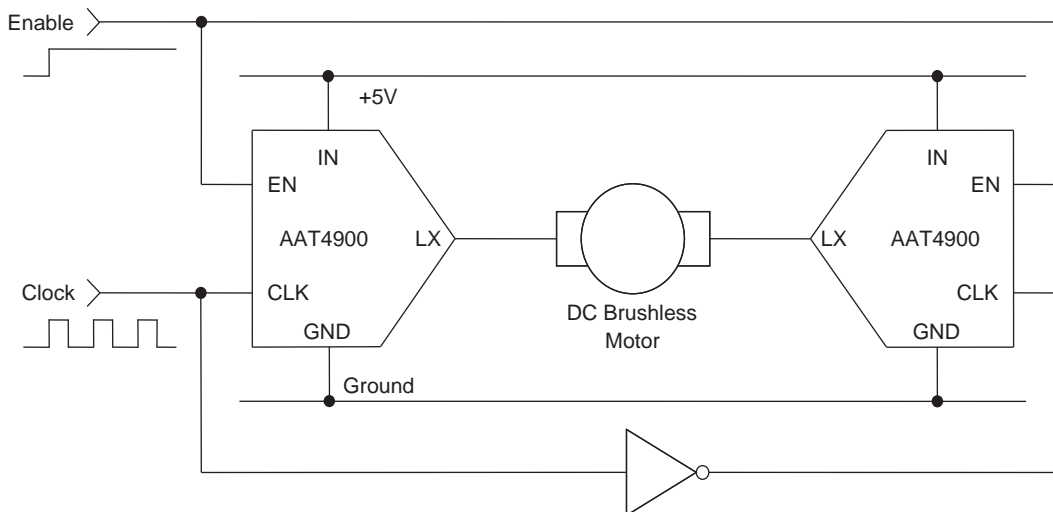 Enable
+5V
IN
IN
EN
EN
AAT4900
LX
LX
AAT4900
Clock
CLK
CLK
DC Brushless
Motor
GND
GND
Ground